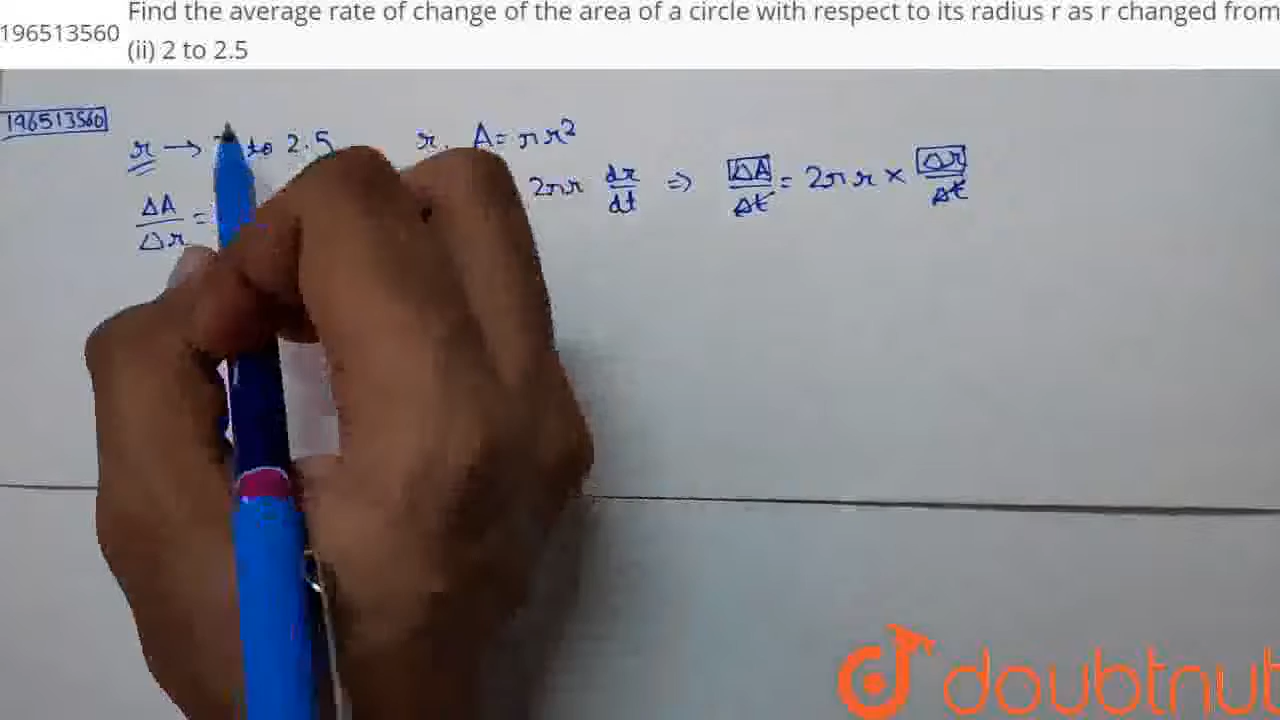 Find the average rate of change of the area of a circle with respect to its radius r as r changed from
196513560
(ii) 2 to 2.5
196513560
r → to 2.5 r. A = πr²
2πr dr/dt ⇒ ΔA/Δt = 2πr × Δr/Δt
ΔA/Δr =
doubtnut